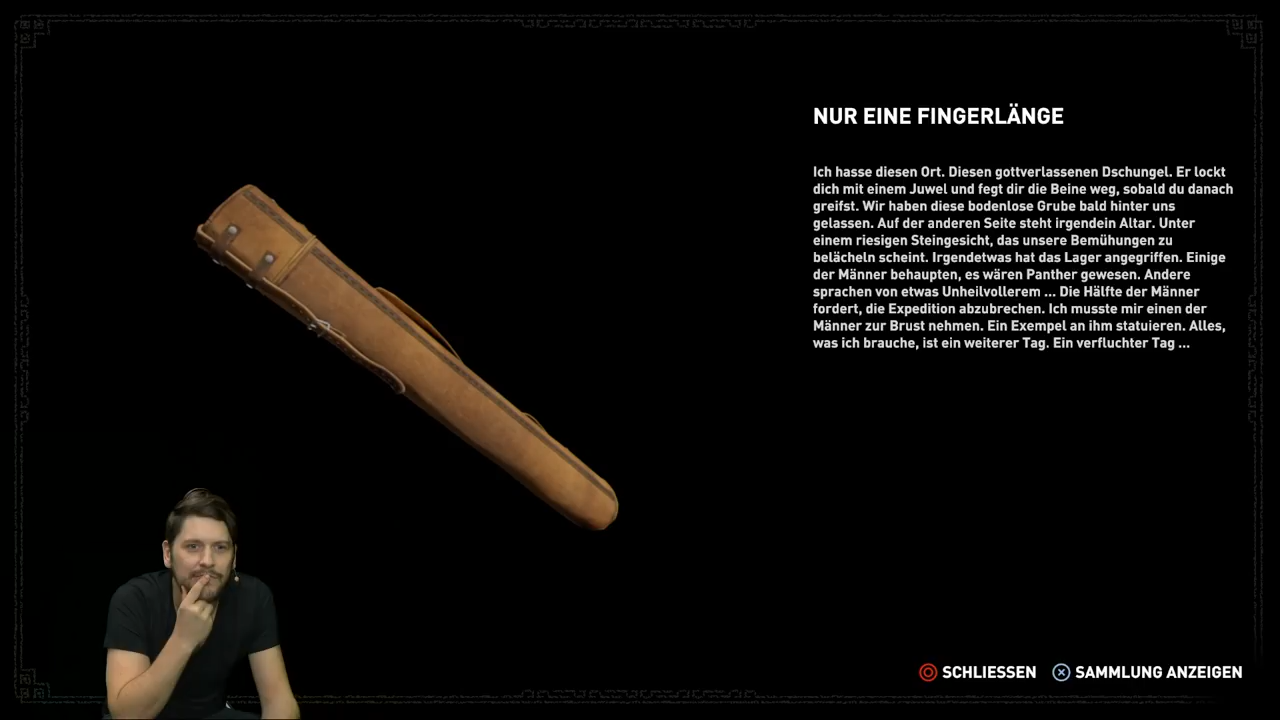 NUR EINE FINGERLÄNGE
Ich hasse diesen Ort. Diesen gottverlassenen Dschungel. Er lockt
dich mit einem Juwel und fegt dir die Beine weg, sobald du danach
greifst. Wir haben diese bodenlose Grube bald hinter uns
gelassen. Auf der anderen Seite steht irgendein Altar. Unter
einem riesigen Steingesicht, das unsere Bemühungen zu
belächeln scheint. Irgendetwas hat das Lager angegriffen. Einige
der Männer behaupten, es wären Panther gewesen. Andere
sprachen von etwas Unheilvollerem ... Die Hälfte der Männer
fordert, die Expedition abzubrechen. Ich musste mir einen der
Männer zur Brust nehmen. Ein Exempel an ihm statuieren. Alles,
was ich brauche, ist ein weiterer Tag. Ein verfluchter Tag ...
SCHLIESSEN SAMMLUNG ANZEIGEN